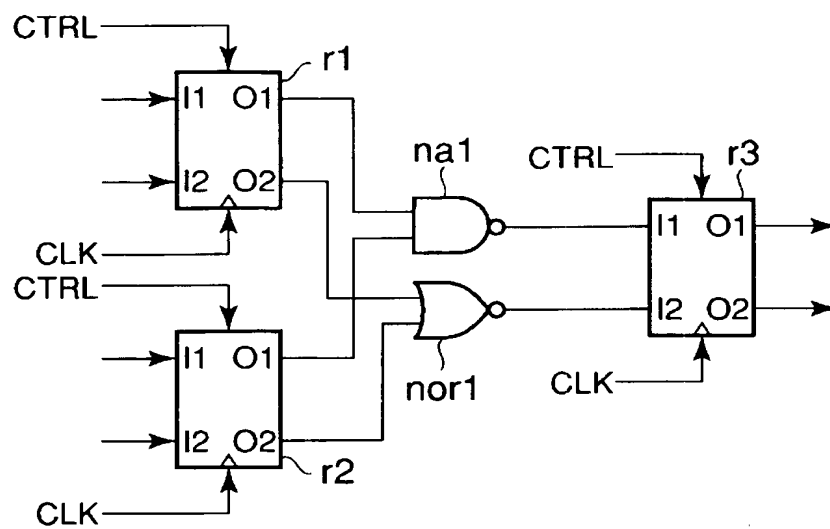 CTRL
r1
I1 O1
I2 O2
CLK
CTRL
I1 O1
I2 O2
r2
CLK
na1
nor1
CTRL
r3
I1 O1
I2 O2
CLK